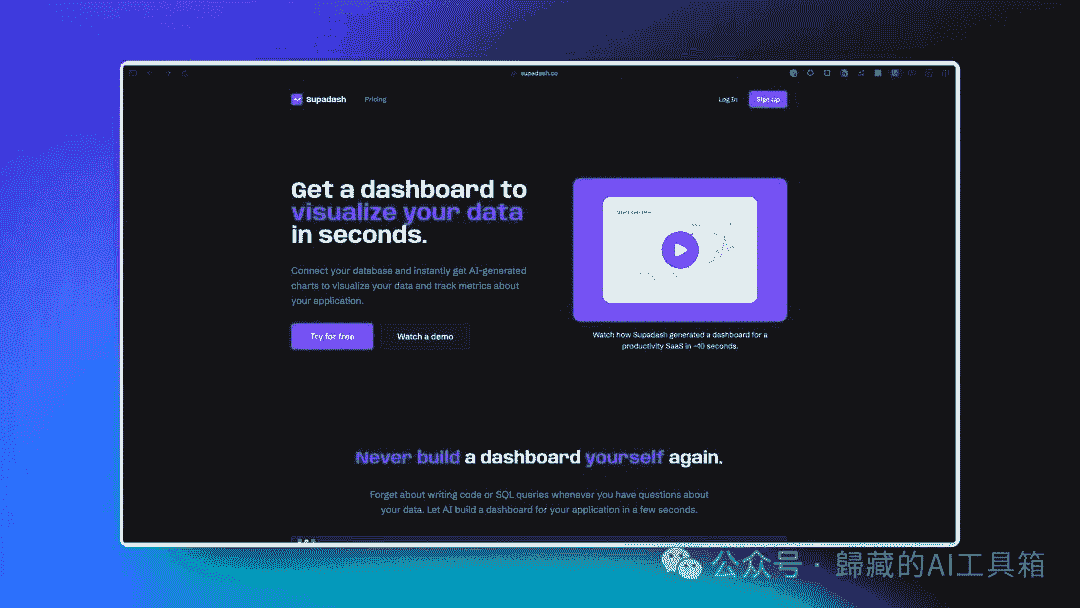 supadash.co
Supadash
Pricing
Log In
Sign up
Get a dashboard to
visualize your data
in seconds.
Connect your database and instantly get AI-generated
charts to visualize your data and track metrics about
your application.
Try for free
Watch a demo
Watch how Supadash generated a dashboard for a
productivity SaaS in ~10 seconds.
Never build a dashboard yourself again.
Forget about writing code or SQL queries whenever you have questions about
your data. Let AI build a dashboard for your application in a few seconds.
公众号 · 歸藏的AI工具箱